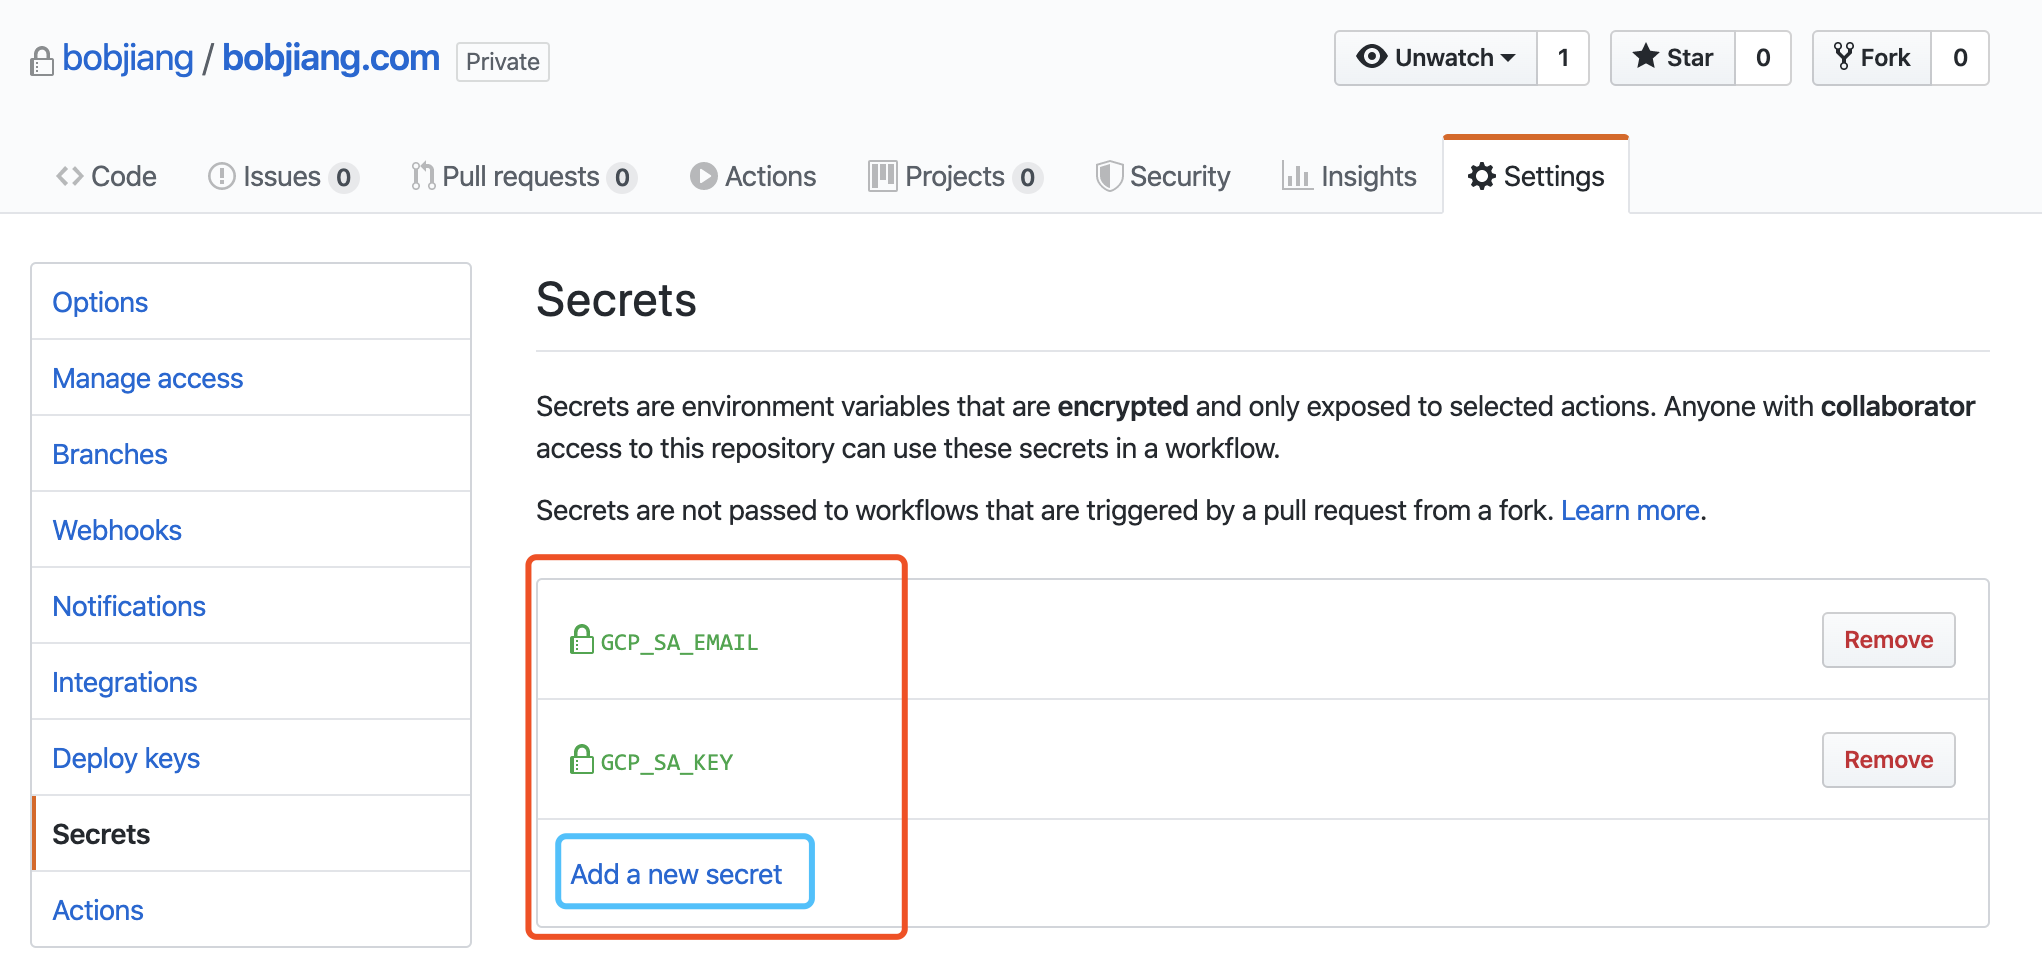 bobjiang / bobjiang.com Private Unwatch 1 Star 0 Fork 0
Code Issues 0 Pull requests 0 Actions Projects 0 Security Insights Settings
Options
Manage access
Branches
Webhooks
Notifications
Integrations
Deploy keys
Secrets
Actions
Secrets
Secrets are environment variables that are encrypted and only exposed to selected actions. Anyone with collaborator
access to this repository can use these secrets in a workflow.
Secrets are not passed to workflows that are triggered by a pull request from a fork. Learn more.
GCP_SA_EMAIL Remove
GCP_SA_KEY Remove
Add a new secret